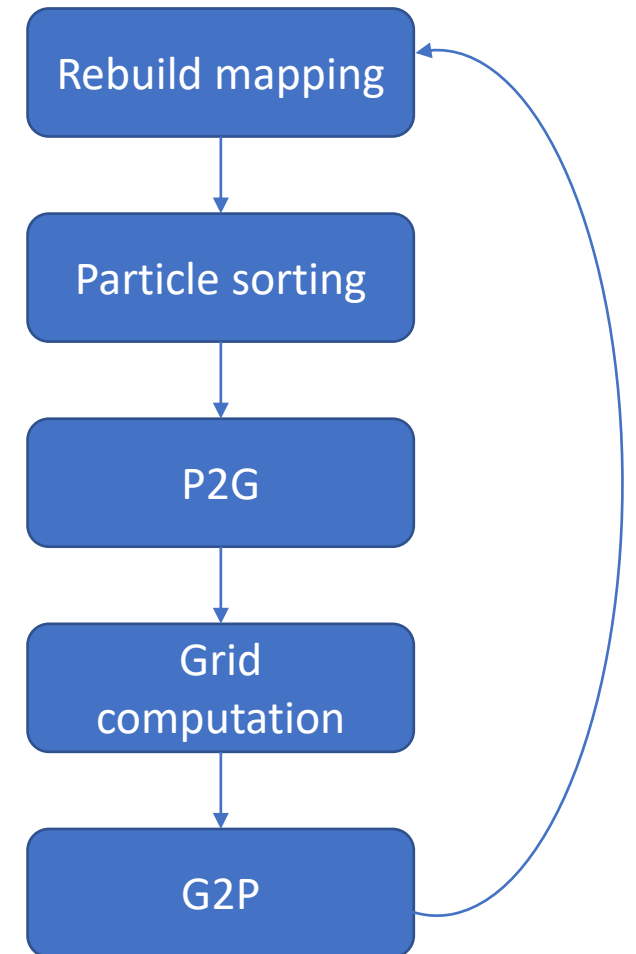 Rebuild mapping
Particle sorting
P2G
Grid
computation
G2P